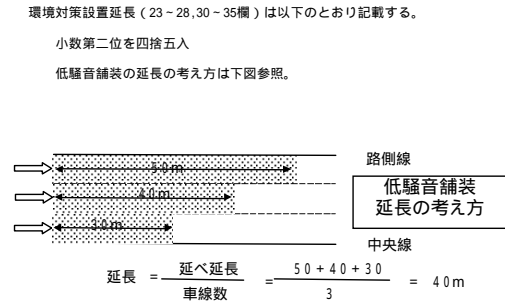 環境対策設置延長（23～28,30～35欄）は以下のとおり記載する。
小数第二位を四捨五入
低騒音舗装の延長の考え方は下図参照。
50m
路側線
40m
低騒音舗装
延長の考え方
30m
中央線
延長 = 延べ延長 / 車線数 = 50+40+30 / 3 = 40m